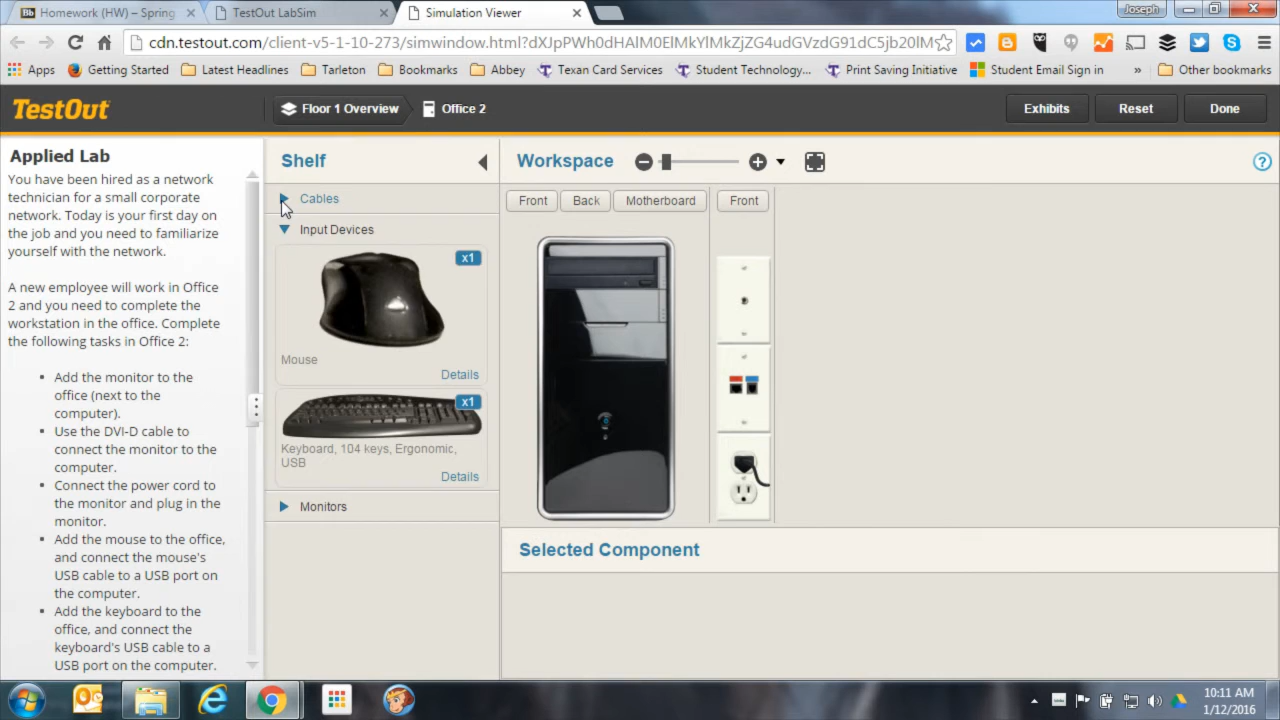 Bb Homework (HW) – Spring
TestOut LabSim
Simulation Viewer
Joseph
cdn.testout.com/client-v5-1-10-273/simwindow.html?dXJpPWh0dHAlM0ElMkYlMkZjZG4udGVzdG91dC5jb20lM
Apps Getting Started Latest Headlines Tarleton Bookmarks Abbey Texan Card Services Student Technology... Print Saving Initiative Student Email Sign in » Other bookmarks
TestOut
Floor 1 Overview
Office 2
Exhibits
Reset
Done
Applied Lab
You have been hired as a network
technician for a small corporate
network. Today is your first day on
the job and you need to familiarize
yourself with the network.
A new employee will work in Office
2 and you need to complete the
workstation in the office. Complete
the following tasks in Office 2:
• Add the monitor to the
office (next to the
computer).
• Use the DVI-D cable to
connect the monitor to the
computer.
• Connect the power cord to
the monitor and plug in the
monitor.
• Add the mouse to the office,
and connect the mouse's
USB cable to a USB port on
the computer.
• Add the keyboard to the
office, and connect the
keyboard's USB cable to a
USB port on the computer.
Shelf
Cables
Input Devices
x1
Mouse
Details
x1
Keyboard, 104 keys, Ergonomic,
USB
Details
Monitors
Workspace
?
Front
Back
Motherboard
Front
Selected Component
10:11 AM
1/12/2016